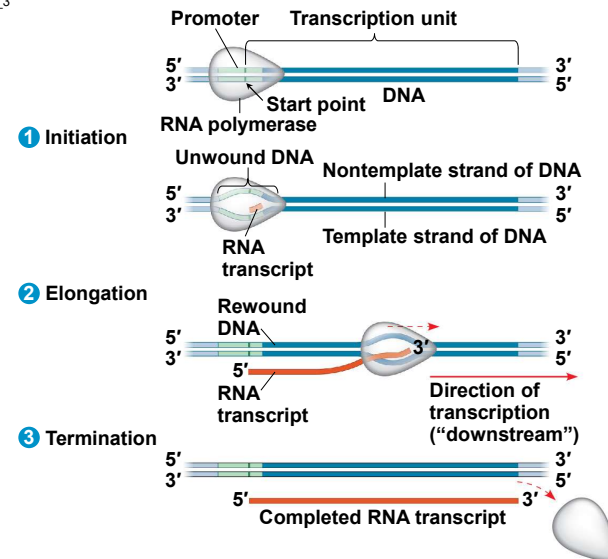 _3
Promoter Transcription unit
5′ 3′
3′ 5′
Start point DNA
RNA polymerase
1 Initiation
Unwound DNA
Nontemplate strand of DNA
5′ 3′
3′ 5′
RNA
transcript
Template strand of DNA
2 Elongation
Rewound
DNA
5′ 3′
3′ 3′ 5′
5′
RNA
transcript
Direction of
transcription
(“downstream”)
3 Termination
5′ 3′
3′ 5′
5′ 3′
Completed RNA transcript